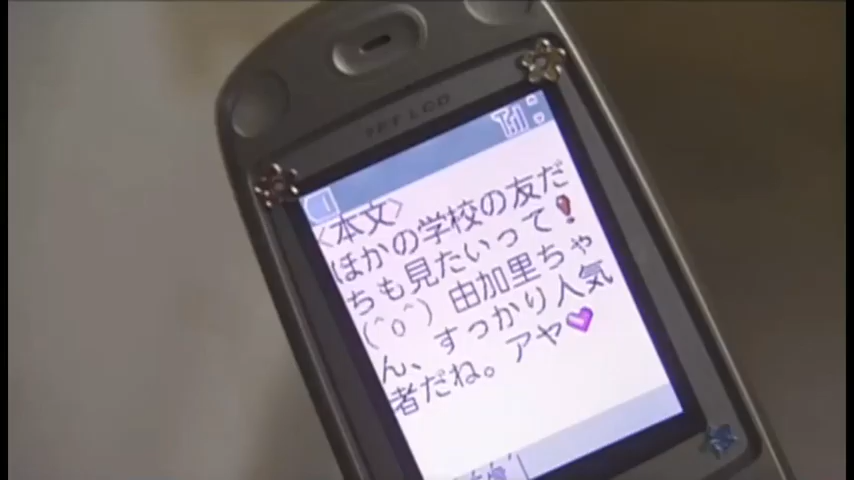 TFT LCD
<本文>
ほかの学校の友だ
ちも見たいって❗
(^o^) 由加里ちゃ
ん、すっかり人気
者だね。アヤ💜